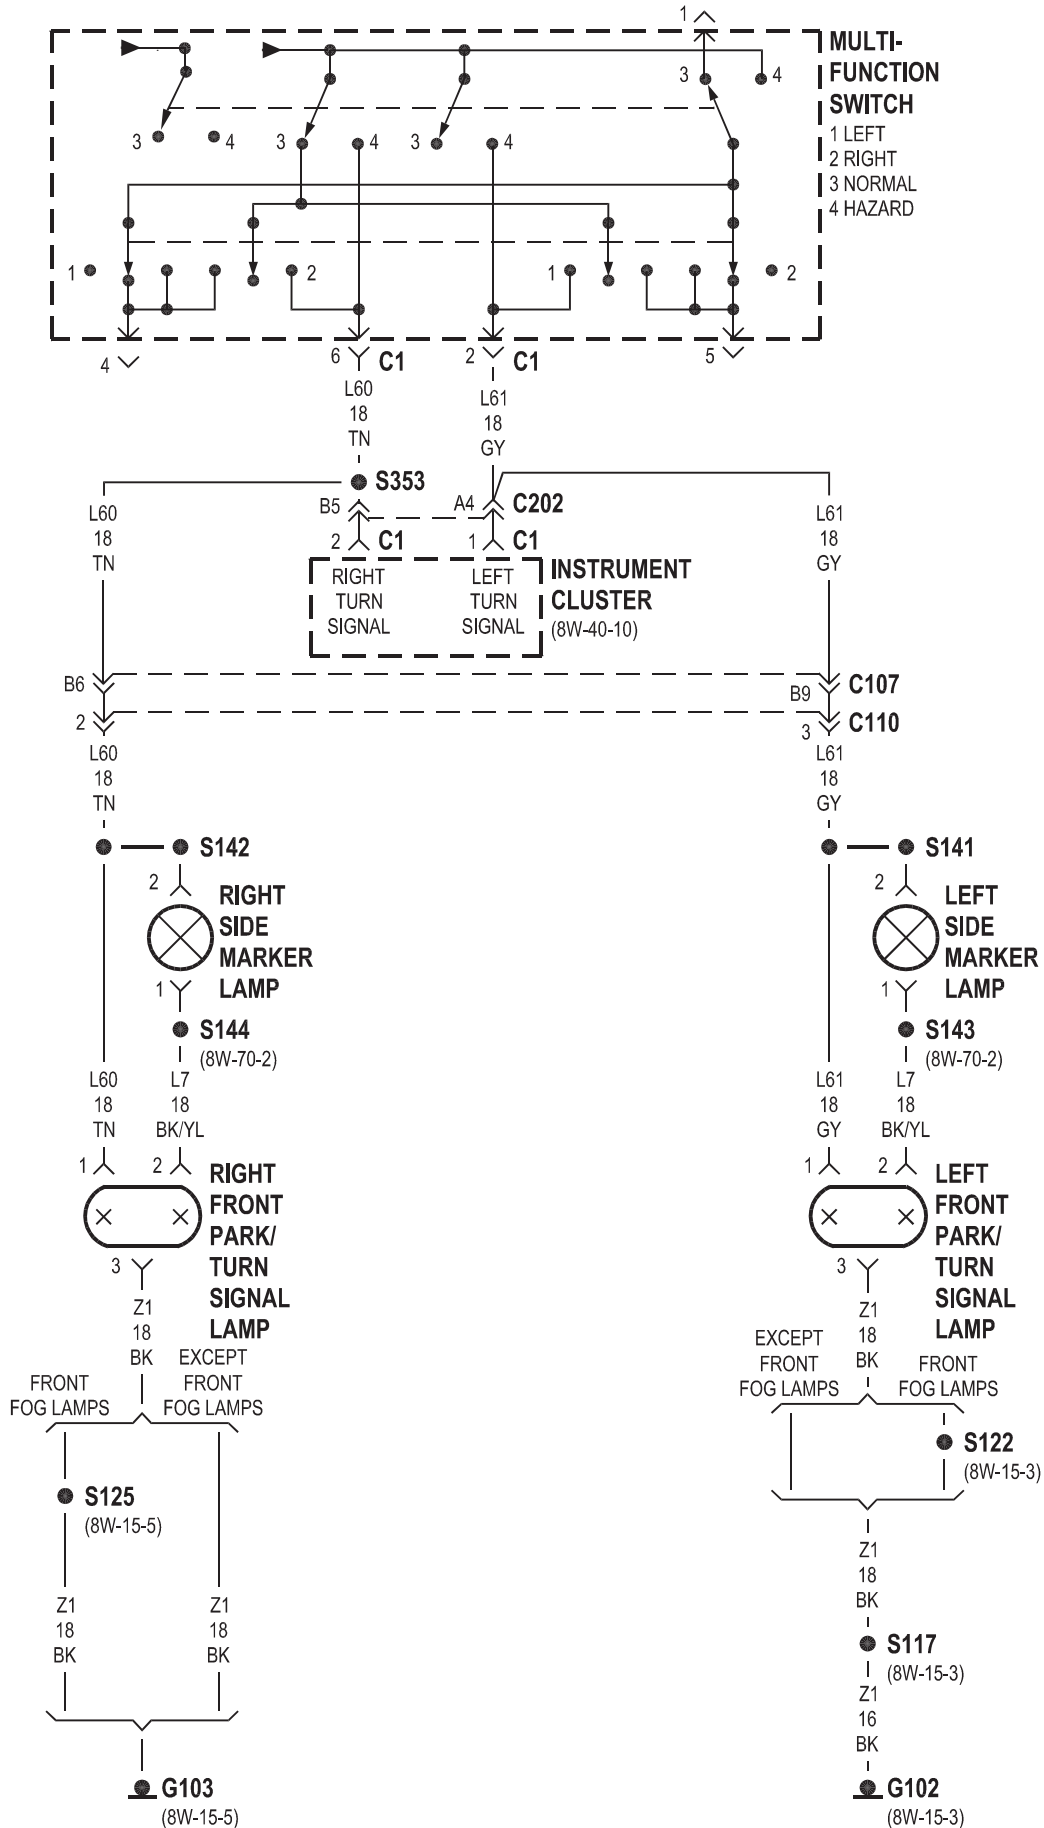 1
MULTI-
FUNCTION
SWITCH
1 LEFT
2 RIGHT
3 NORMAL
4 HAZARD
3 4
3 4 3 4 3 4
1 2 1 2
4 6 C1 2 C1 5
L60
18
TN
L61
18
GY
S353
B5 A4 C202
2 C1 1 C1
RIGHT
TURN
SIGNAL
LEFT
TURN
SIGNAL
INSTRUMENT
CLUSTER
(8W-40-10)
L60
18
TN
L61
18
GY
B6 B9 C107
2 3 C110
L60
18
TN
L61
18
GY
S142
2
RIGHT
SIDE
MARKER
LAMP
1
S144
(8W-70-2)
S141
2
LEFT
SIDE
MARKER
LAMP
1
S143
(8W-70-2)
L60
18
TN
L7
18
BK/YL
L61
18
GY
L7
18
BK/YL
1 2
RIGHT
FRONT
PARK/
TURN
SIGNAL
LAMP
3
1 2
LEFT
FRONT
PARK/
TURN
SIGNAL
LAMP
3
Z1
18
BK
FRONT
FOG LAMPS
EXCEPT
FRONT
FOG LAMPS
S125
(8W-15-5)
Z1
18
BK
Z1
18
BK
G103
(8W-15-5)
Z1
18
BK
EXCEPT
FRONT
FOG LAMPS
FRONT
FOG LAMPS
S122
(8W-15-3)
Z1
18
BK
S117
(8W-15-3)
Z1
16
BK
G102
(8W-15-3)